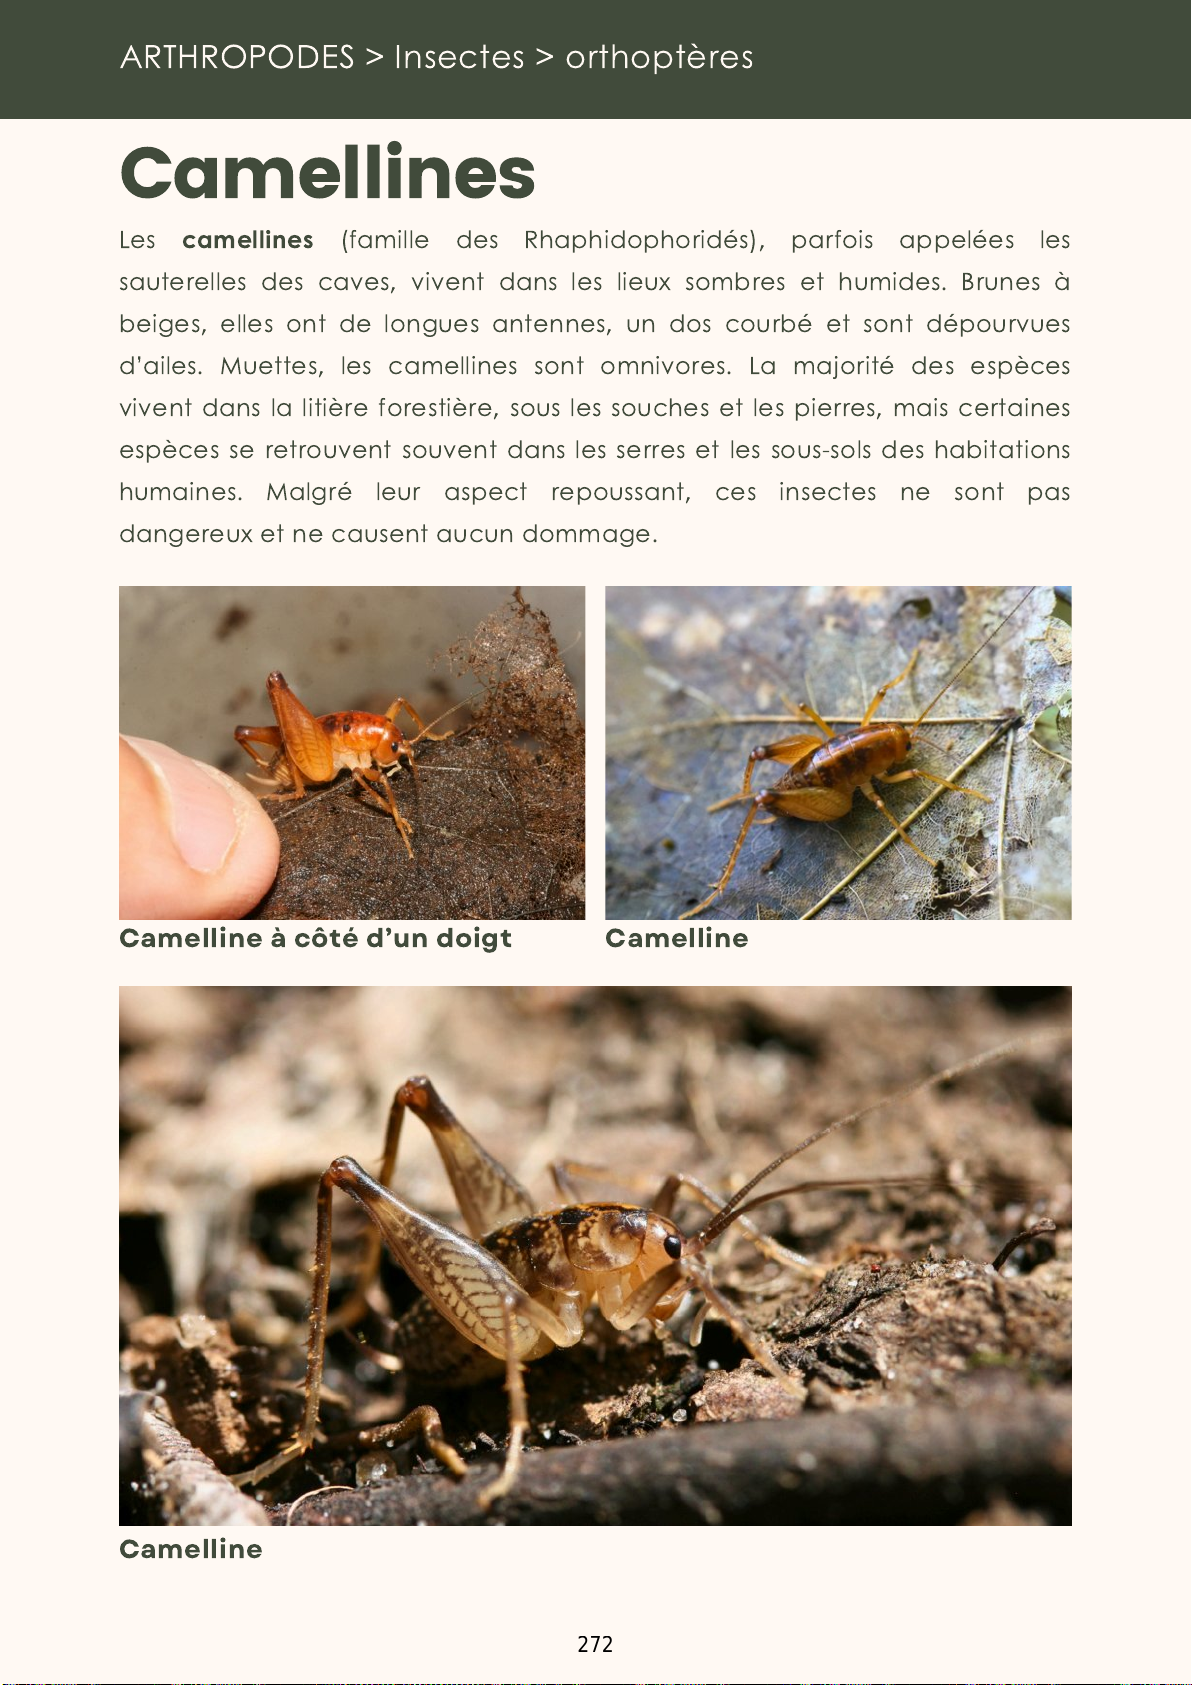 ARTHROPODES > Insectes > orthoptères
Camellines
Les camellines (famille des Rhaphidophoridés), parfois appelées les
sauterelles des caves, vivent dans les lieux sombres et humides. Brunes à
beiges, elles ont de longues antennes, un dos courbé et sont dépourvues
d’ailes. Muettes, les camellines sont omnivores. La majorité des espèces
vivent dans la litière forestière, sous les souches et les pierres, mais certaines
espèces se retrouvent souvent dans les serres et les sous-sols des habitations
humaines. Malgré leur aspect repoussant, ces insectes ne sont pas
dangereux et ne causent aucun dommage.
Camelline à côté d’un doigt
Camelline
Camelline
272